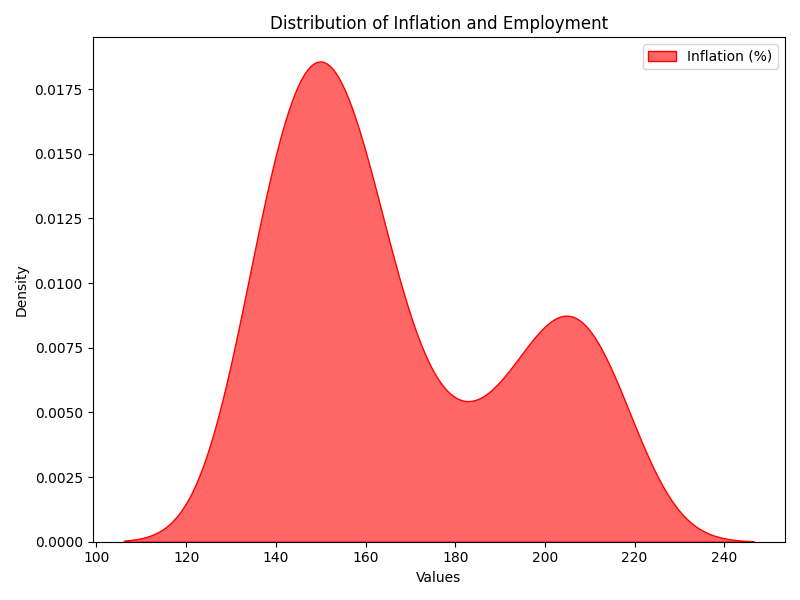 Distribution of Inflation and Employment
Inflation (%)
0.0175
0.0150
0.0125
0.0100
0.0075
0.0050
0.0025
0.0000
Density
100 120 140 160 180 200 220 240
Values